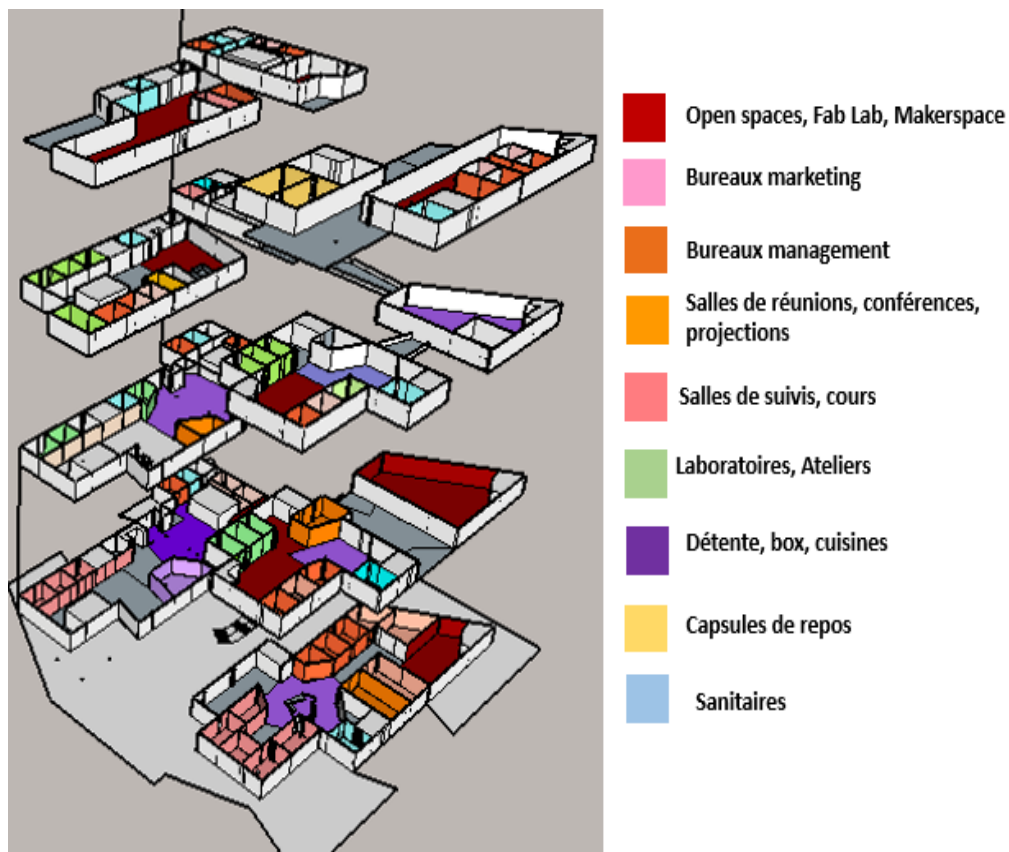 Open spaces, Fab Lab, Makerspace
Bureaux marketing
Bureaux management
Salles de réunions, conférences,
projections
Salles de suivis, cours
Laboratoires, Ateliers
Détente, box, cuisines
Capsules de repos
Sanitaires